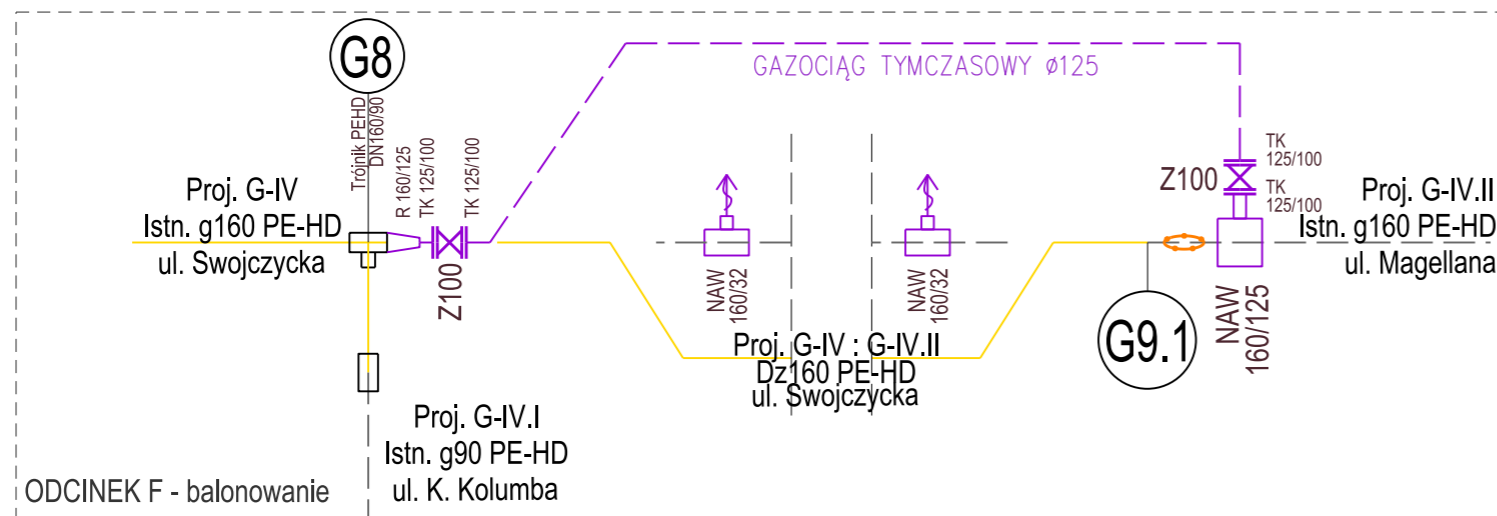 G8
GAZOCIĄG TYMCZASOWY ø125
Trójnik PEHD
DN160/90
R 160/125
TK 125/100
TK 125/100
Z100
Proj. G-IV
Istn. g160 PE-HD
ul. Swojczycka
NAW
160/32
NAW
160/32
Proj. G-IV : G-IV.II
Dz160 PE-HD
ul. Swojczycka
G9.1
Z100
TK
125/100
TK
125/100
NAW
160/125
Proj. G-IV.II
Istn. g160 PE-HD
ul. Magellana
Proj. G-IV.I
Istn. g90 PE-HD
ul. K. Kolumba
ODCINEK F - balonowanie